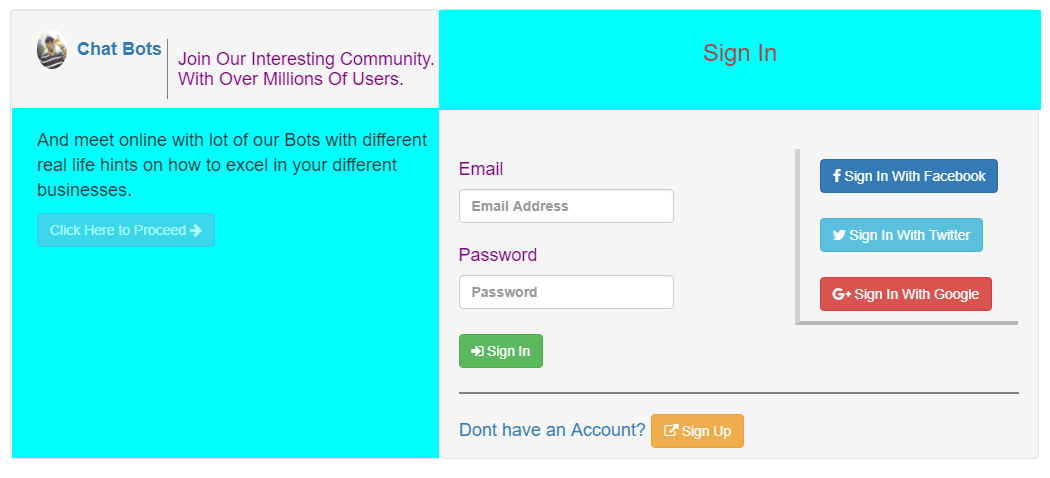 Chat Bots
Join Our Interesting Community.
With Over Millions Of Users.
And meet online with lot of our Bots with different
real life hints on how to excel in your different
businesses.
Click Here to Proceed
Sign In
Email
Email Address
Password
Password
Sign In
Sign In With Facebook
Sign In With Twitter
Sign In With Google
Dont have an Account?
Sign Up